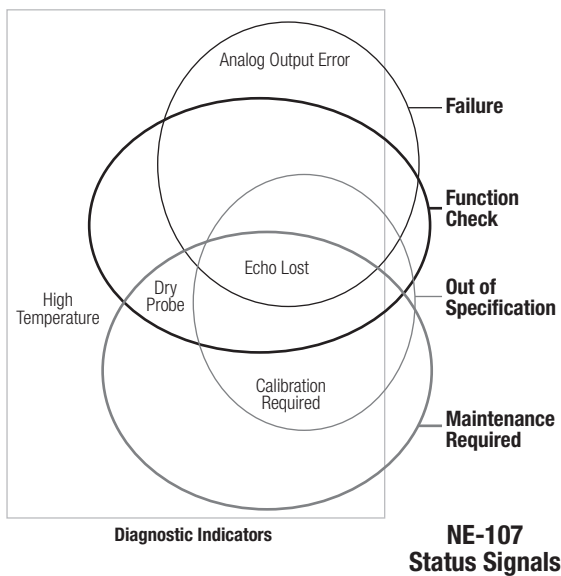 Analog Output Error
Failure
Function
Check
Echo Lost
Dry
Probe
High
Temperature
Out of
Specification
Calibration
Required
Maintenance
Required
Diagnostic Indicators
NE-107
Status Signals